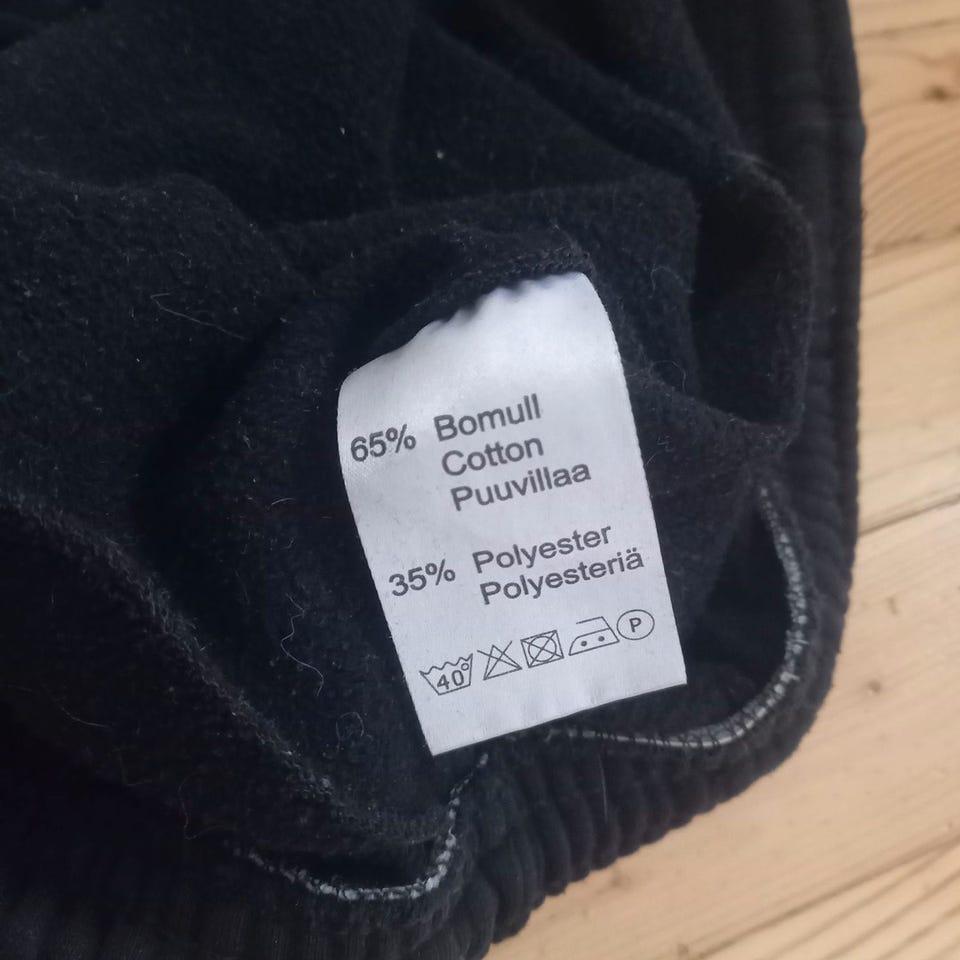 65% Bomull
Cotton
Puuvillaa
35% Polyester
Polyesteriä
40° P